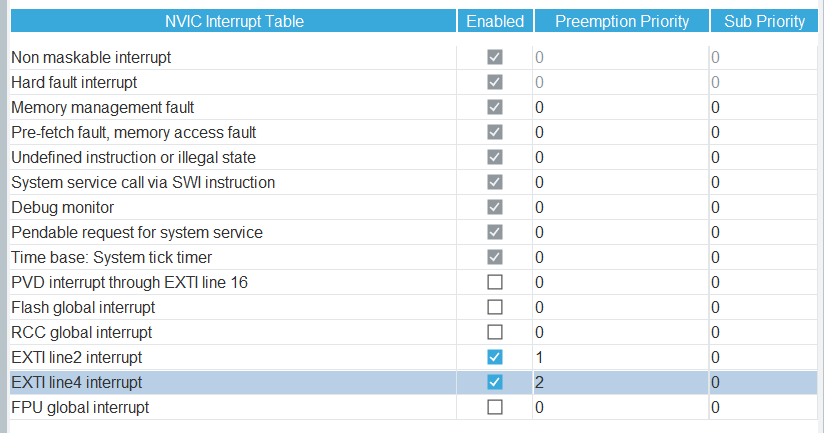 NVIC Interrupt Table Enabled Preemption Priority Sub Priority
Non maskable interrupt 0 0
Hard fault interrupt 0 0
Memory management fault 0 0
Pre-fetch fault, memory access fault 0 0
Undefined instruction or illegal state 0 0
System service call via SWI instruction 0 0
Debug monitor 0 0
Pendable request for system service 0 0
Time base: System tick timer 0 0
PVD interrupt through EXTI line 16 0 0
Flash global interrupt 0 0
RCC global interrupt 0 0
EXTI line2 interrupt 1 0
EXTI line4 interrupt 2 0
FPU global interrupt 0 0